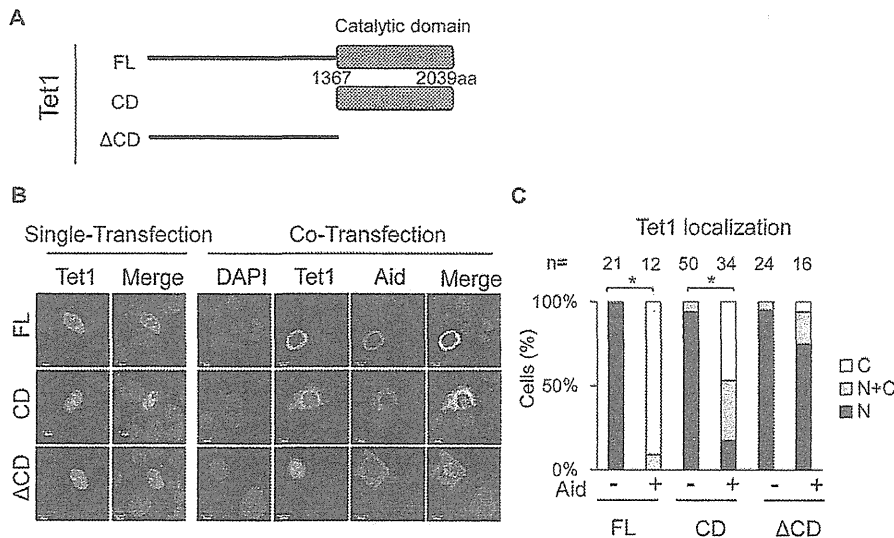 A
Catalytic domain
Tet1
FL
1367 2039aa
CD
ΔCD
B
Single-Transfection Co-Transfection
Tet1 Merge DAPI Tet1 Aid Merge
FL
CD
ΔCD
C
Tet1 localization
n= 21 12 50 34 24 16
* *
100%
50%
0%
Cells (%)
C
N+C
N
Aid - + - + - +
FL CD ΔCD